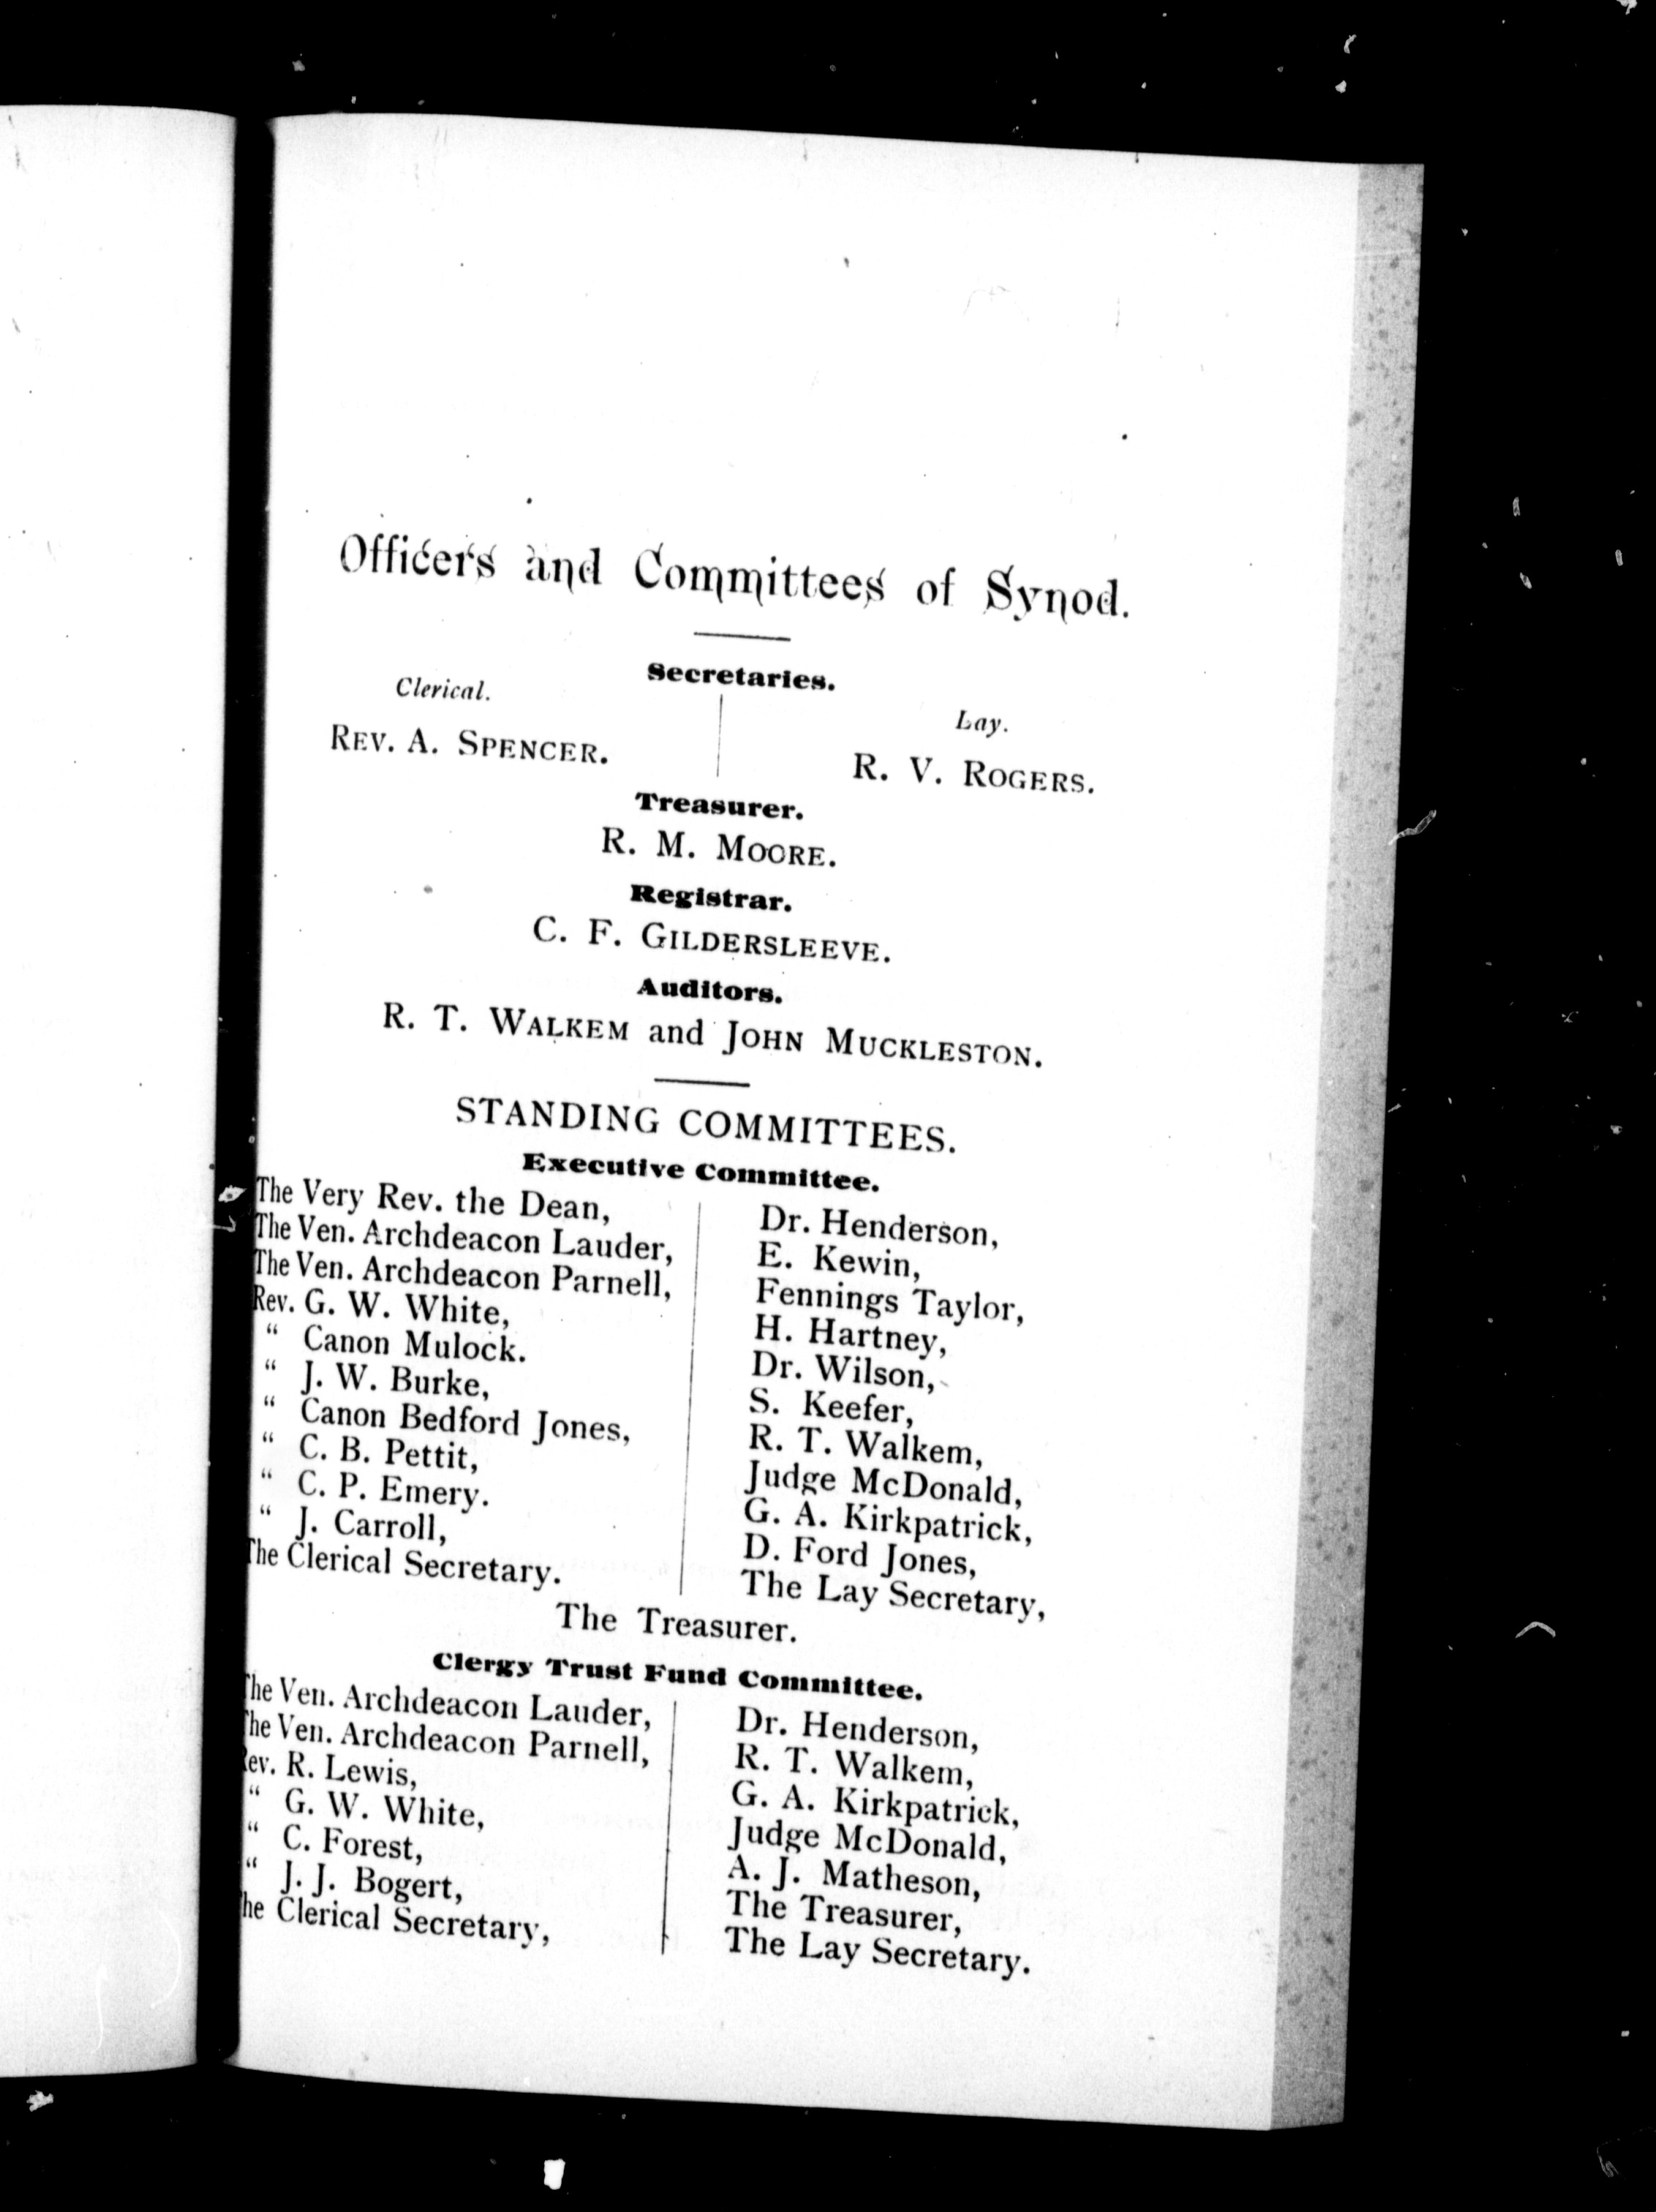 Officers and Committees of Synod.
Secretaries.
Clerical.
Lay.
REV. A. SPENCER.
R. V. ROGERS.
Treasurer.
R. M. MOORE.
Registrar.
C. F. GILDERSLEEVE.
Auditors.
R. T. WALKEM and JOHN MUCKLESTON.
STANDING COMMITTEES.
Executive Committee.
The Very Rev. the Dean,
The Ven. Archdeacon Lauder,
The Ven. Archdeacon Parnell,
Rev. G. W. White,
“ Canon Mulock.
“ J. W. Burke,
“ Canon Bedford Jones,
“ C. B. Pettit,
“ C. P. Emery.
“ J. Carroll,
The Clerical Secretary.
Dr. Henderson,
E. Kewin,
Fennings Taylor,
H. Hartney,
Dr. Wilson,
S. Keefer,
R. T. Walkem,
Judge McDonald,
G. A. Kirkpatrick,
D. Ford Jones,
The Lay Secretary,
The Treasurer.
Clergy Trust Fund Committee.
The Ven. Archdeacon Lauder,
The Ven. Archdeacon Parnell,
Rev. R. Lewis,
“ G. W. White,
“ C. Forest,
“ J. J. Bogert,
The Clerical Secretary,
Dr. Henderson,
R. T. Walkem,
G. A. Kirkpatrick,
Judge McDonald,
A. J. Matheson,
The Treasurer,
The Lay Secretary.